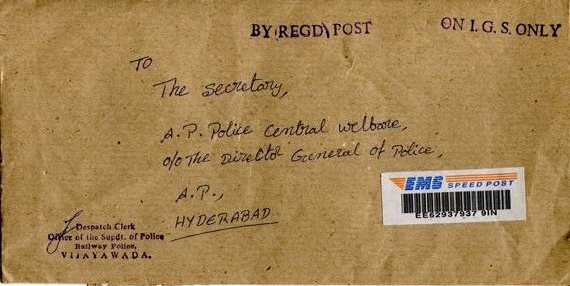 BY REGD POST
ON I. G. S. ONLY
TO
The Secretary,
A.P. Police Central welbare,
o/o The Director General of Police,
A.P.,
HYDERABAD
EMS SPEED POST
EE62937937 9IN
Despatch Clerk
Office of the Supdt. of Police
Railway Police,
VIJAYAWADA.